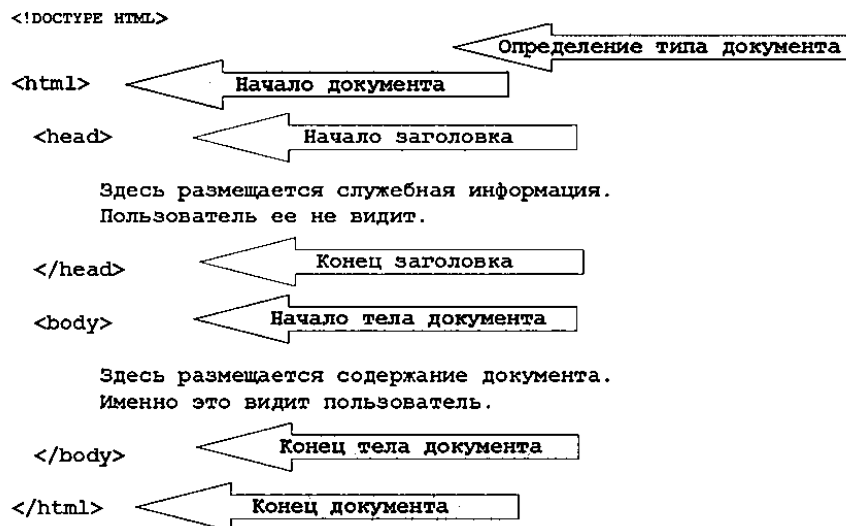 <!DOCTYPE HTML>
Определение типа документа
<html> Начало документа
<head> Начало заголовка
Здесь размещается служебная информация.
Пользователь ее не видит.
</head> Конец заголовка
<body> Начало тела документа
Здесь размещается содержание документа.
Именно это видит пользователь.
</body> Конец тела документа
</html> Конец документа